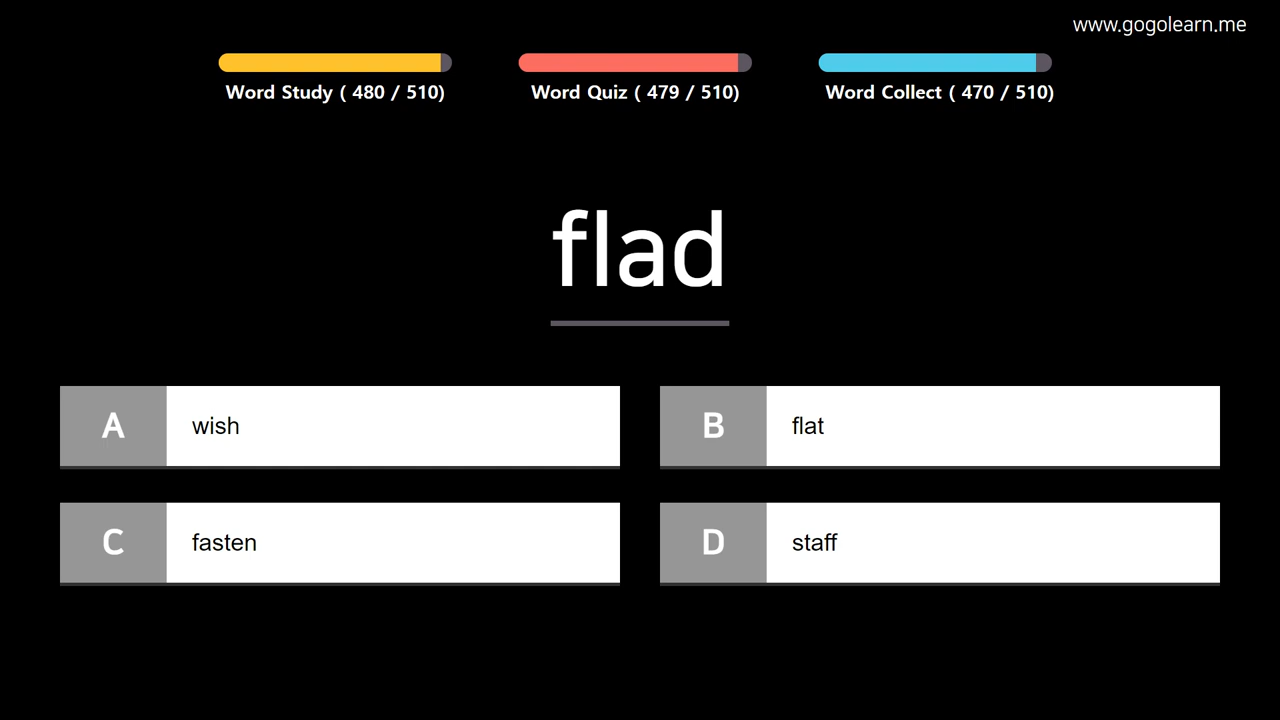 www.gogolearn.me
Word Study ( 480 / 510)
Word Quiz ( 479 / 510)
Word Collect ( 470 / 510)
flad
A wish
B flat
C fasten
D staff